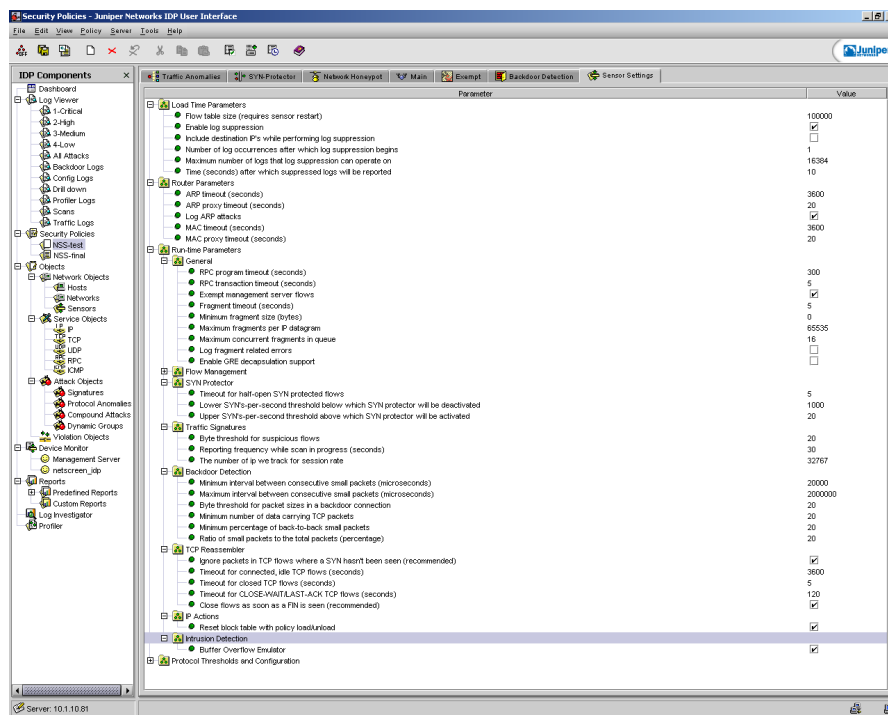 Security Policies - Juniper Networks IDP User Interface
File Edit View Policy Server Tools Help
Juniper
IDP Components ×
Dashboard
Log Viewer
1-Critical
2-High
3-Medium
4-Low
All Attacks
Backdoor Logs
Config Logs
Drill down
Profiler Logs
Scans
Traffic Logs
Security Policies
NSS-test
NSS-final
Objects
Network Objects
Hosts
Networks
Sensors
Service Objects
IP
TCP
UDP
RPC
ICMP
Attack Objects
Signatures
Protocol Anomalies
Compound Attacks
Dynamic Groups
Violation Objects
Device Monitor
Management Server
netscreen_idp
Reports
Predefined Reports
Custom Reports
Log Investigator
Profiler
Traffic Anomalies SYN-Protector Network Honeypot Main Exempt Backdoor Detection Sensor Settings
Parameter Value
Load Time Parameters
Flow table size (requires sensor restart) 100000
Enable log suppression
Include destination IP's while performing log suppression
Number of log occurrences after which log suppression begins 1
Maximum number of logs that log suppression can operate on 16384
Time (seconds) after which suppressed logs will be reported 10
Router Parameters
ARP timeout (seconds) 3600
ARP proxy timeout (seconds) 20
Log ARP attacks
MAC timeout (seconds) 3600
MAC proxy timeout (seconds) 20
Run-time Parameters
General
RPC program timeout (seconds) 300
RPC transaction timeout (seconds) 5
Exempt management server flows
Fragment timeout (seconds) 5
Minimum fragment size (bytes) 0
Maximum fragments per IP datagram 65535
Maximum concurrent fragments in queue 16
Log fragment related errors
Enable GRE decapsulation support
Flow Management
SYN Protector
Timeout for half-open SYN protected flows 5
Lower SYN's-per-second threshold below which SYN protector will be deactivated 1000
Upper SYN's-per-second threshold above which SYN protector will be activated 20
Traffic Signatures
Byte threshold for suspicious flows 20
Reporting frequency while scan in progress (seconds) 30
The number of ip we track for session rate 32767
Backdoor Detection
Minimum interval between consecutive small packets (microseconds) 20000
Maximum interval between consecutive small packets (microseconds) 2000000
Byte threshold for packet sizes in a backdoor connection 20
Minimum number of data carrying TCP packets 20
Minimum percentage of back-to-back small packets 20
Ratio of small packets to the total packets (percentage) 20
TCP Reassembler
Ignore packets in TCP flows where a SYN hasn't been seen (recommended)
Timeout for connected, idle TCP flows (seconds) 3600
Timeout for closed TCP flows (seconds) 5
Timeout for CLOSE-WAIT/LAST-ACK TCP flows (seconds) 120
Close flows as soon as a FIN is seen (recommended)
IP Actions
Reset block table with policy load/unload
Intrusion Detection
Buffer Overflow Emulator
Protocol Thresholds and Configuration
Server: 10.1.10.81